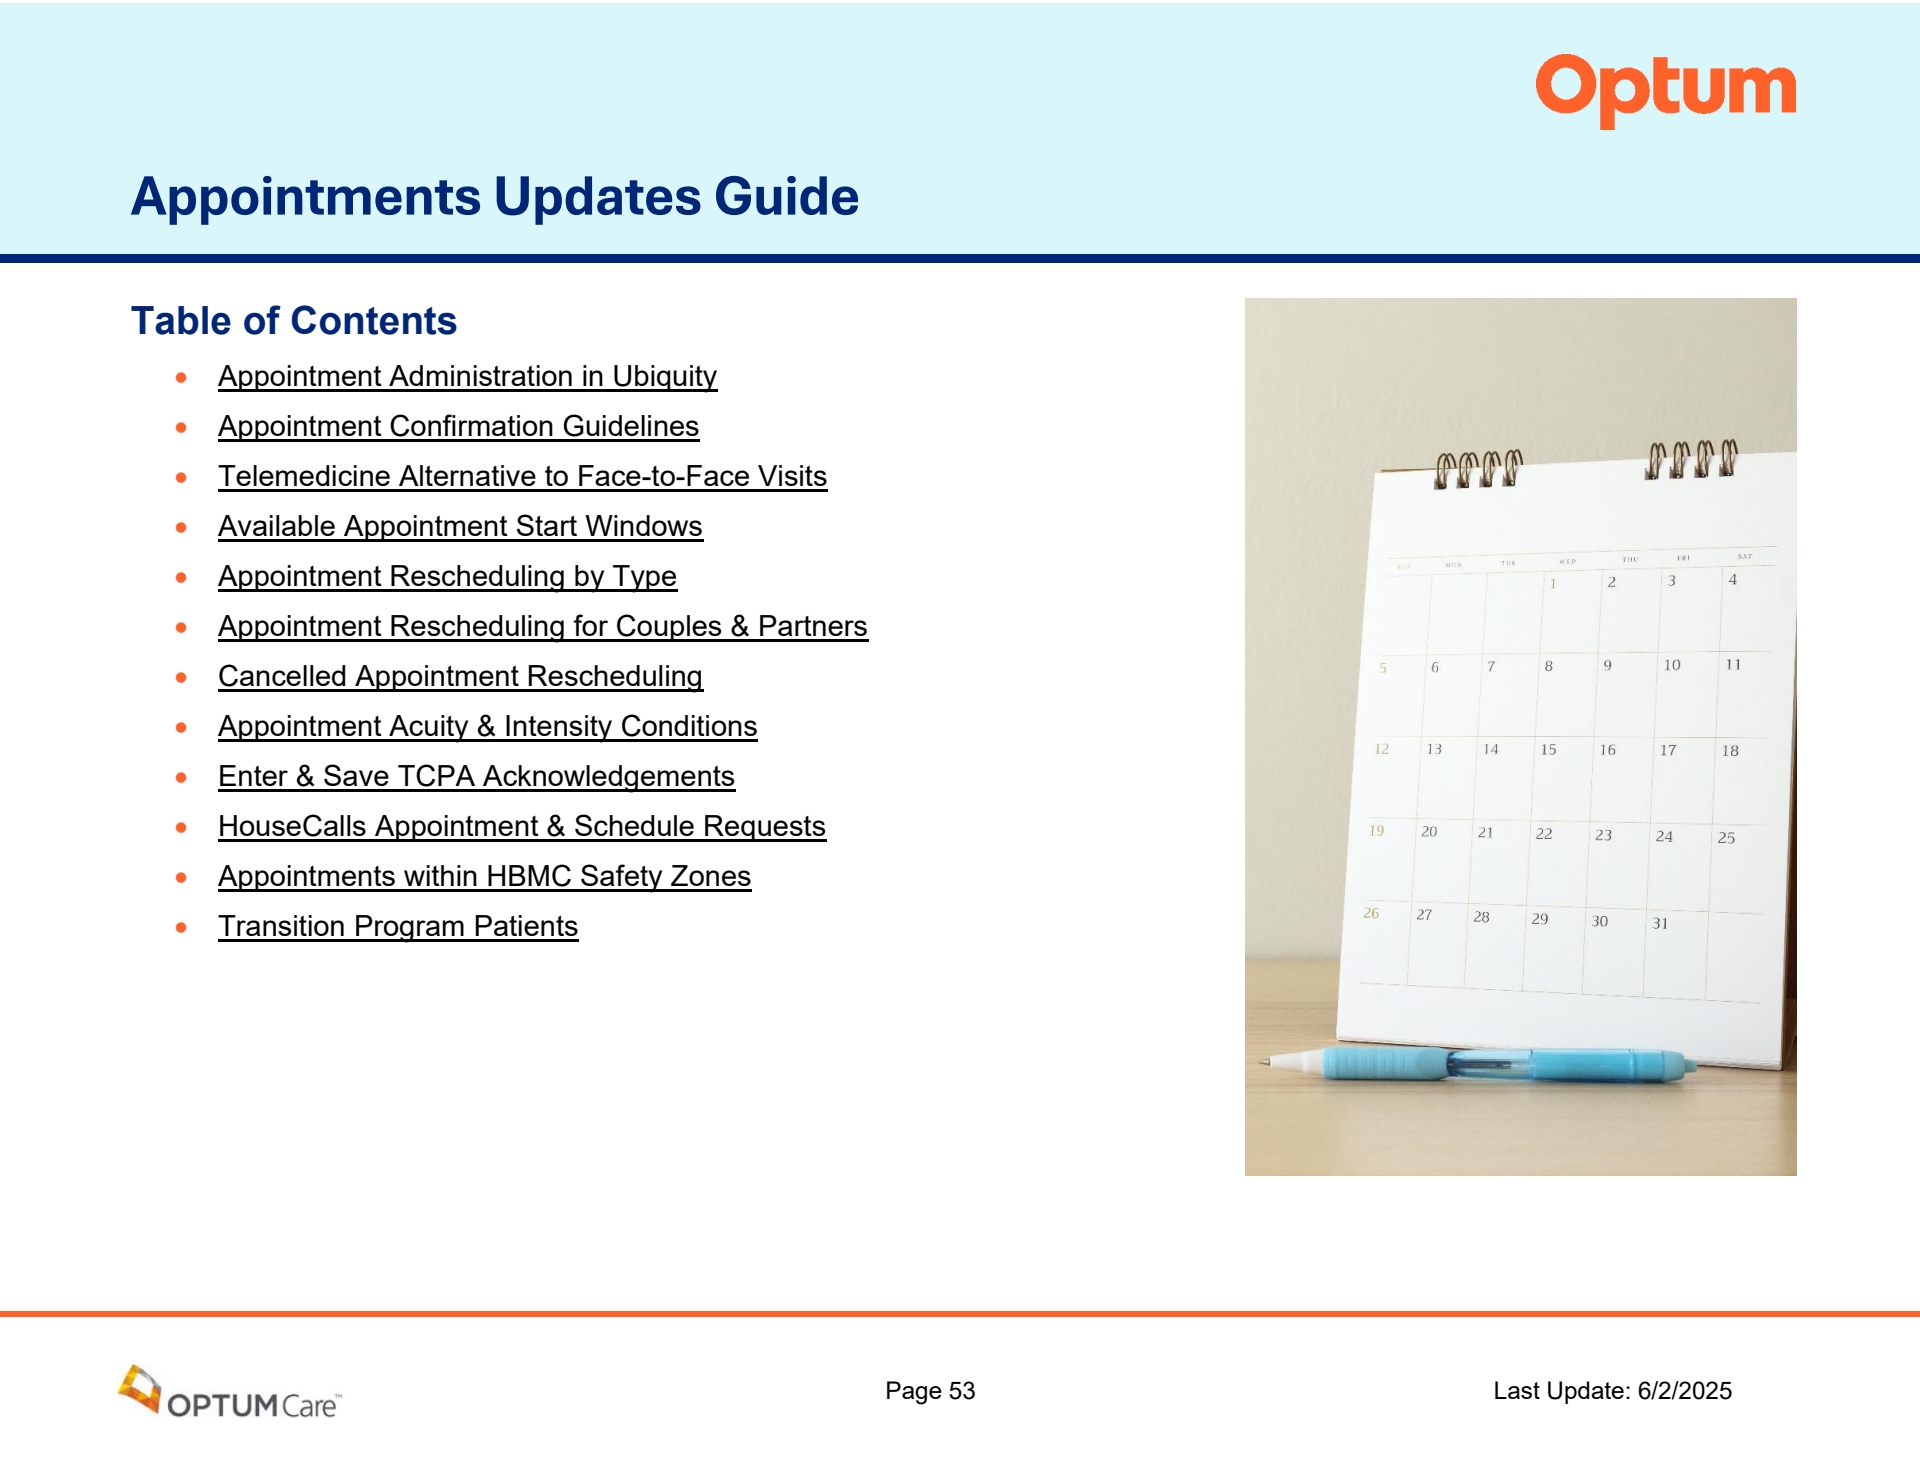 Optum
Appointments Updates Guide
Table of Contents
• Appointment Administration in Ubiquity
• Appointment Confirmation Guidelines
• Telemedicine Alternative to Face-to-Face Visits
• Available Appointment Start Windows
• Appointment Rescheduling by Type
• Appointment Rescheduling for Couples & Partners
• Cancelled Appointment Rescheduling
• Appointment Acuity & Intensity Conditions
• Enter & Save TCPA Acknowledgements
• HouseCalls Appointment & Schedule Requests
• Appointments within HBMC Safety Zones
• Transition Program Patients
SUN MON TUE WED THU FRI SAT
1 2 3 4
5 6 7 8 9 10 11
12 13 14 15 16 17 18
19 20 21 22 23 24 25
26 27 28 29 30 31
OPTUMCare™
Page 53
Last Update: 6/2/2025